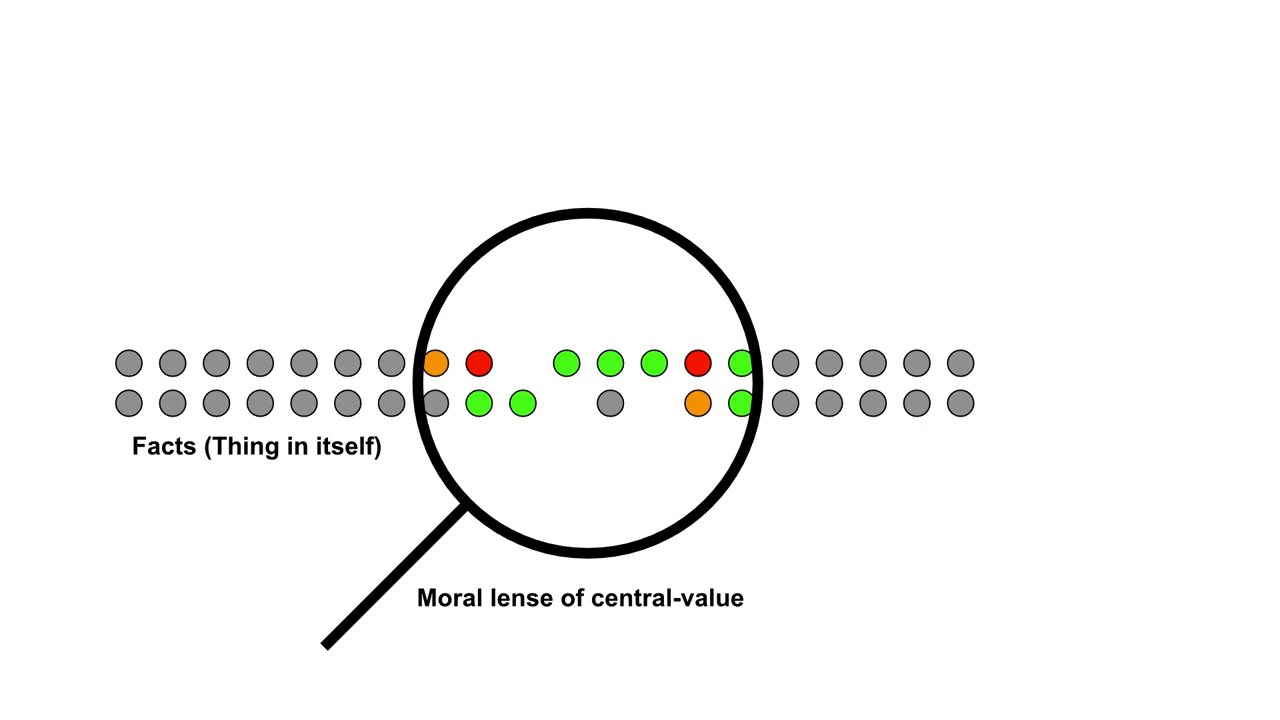 Facts (Thing in itself)
Moral lense of central-value